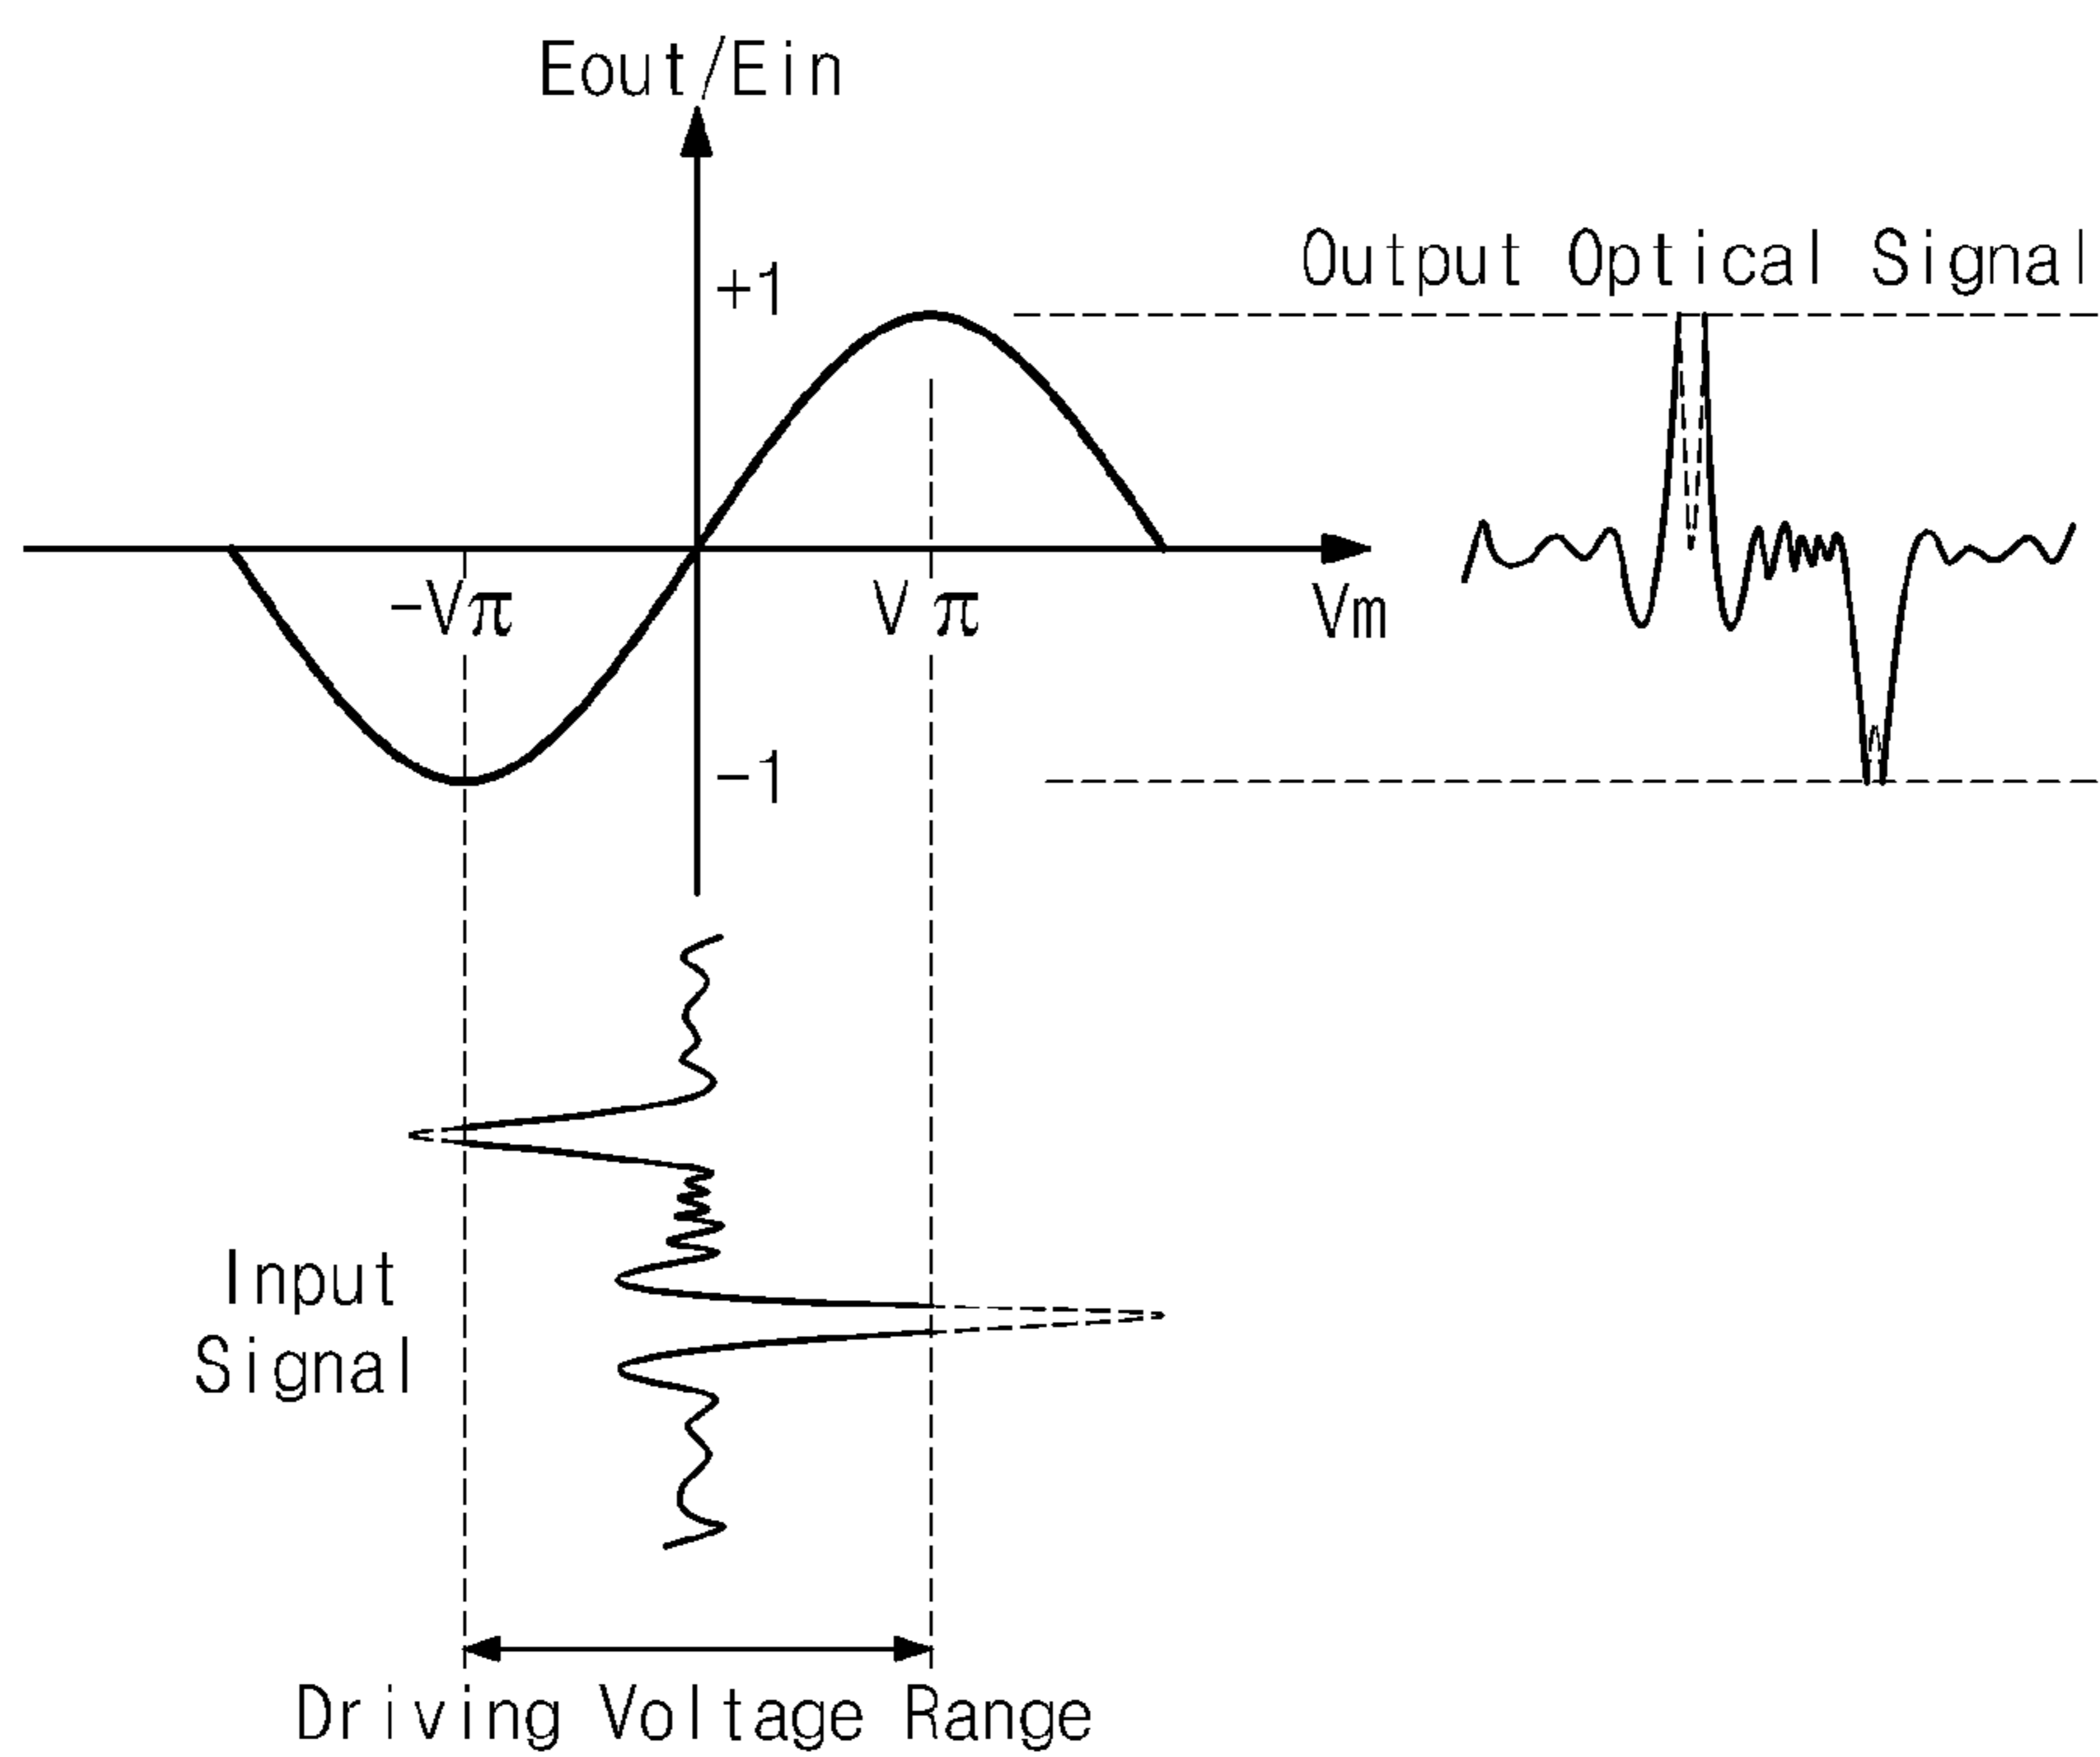 Eout/Ein
+1
Output Optical Signal
-Vπ
Vπ
Vm
-1
Input
Signal
Driving Voltage Range